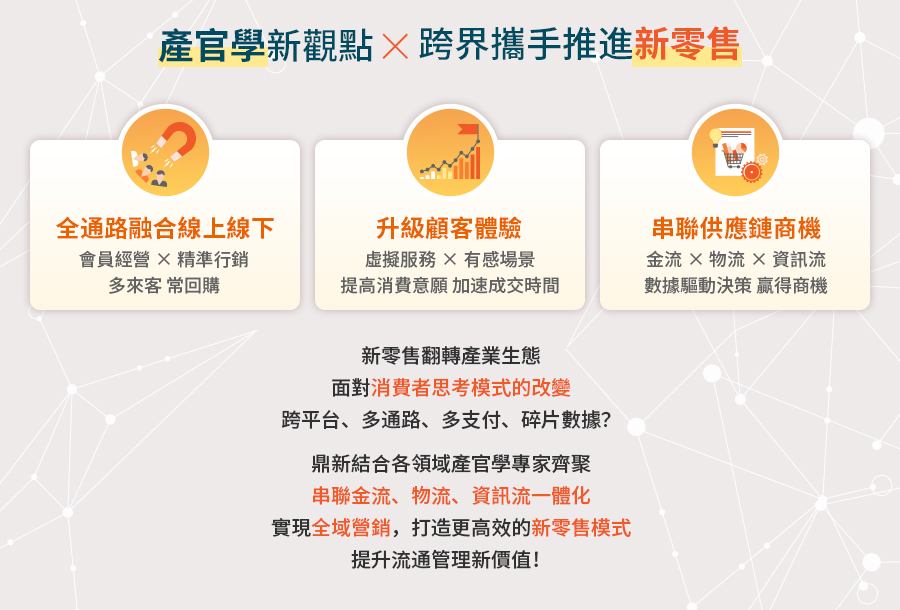 產官學新觀點 × 跨界攜手推進新零售
全通路融合線上線下
會員經營 × 精準行銷
多來客 常回購
升級顧客體驗
虛擬服務 × 有感場景
提高消費意願 加速成交時間
串聯供應鏈商機
金流 × 物流 × 資訊流
數據驅動決策 贏得商機
新零售翻轉產業生態
面對消費者思考模式的改變
跨平台、多通路、多支付、碎片數據?
鼎新結合各領域產官學專家齊聚
串聯金流、物流、資訊流一體化
實現全域營銷，打造更高效的新零售模式
提升流通管理新價值!